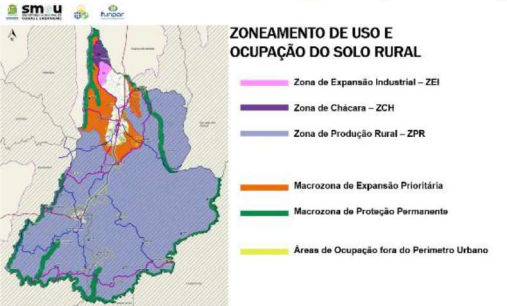 smou
funpar
ZONEAMENTO DE USO E
OCUPAÇÃO DO SOLO RURAL
Zona de Expansão Industrial – ZEI
Zona de Chácara – ZCH
Zona de Produção Rural – ZPR
Macrozona de Expansão Prioritária
Macrozona de Proteção Permanente
Áreas de Ocupação fora do Perímetro Urbano